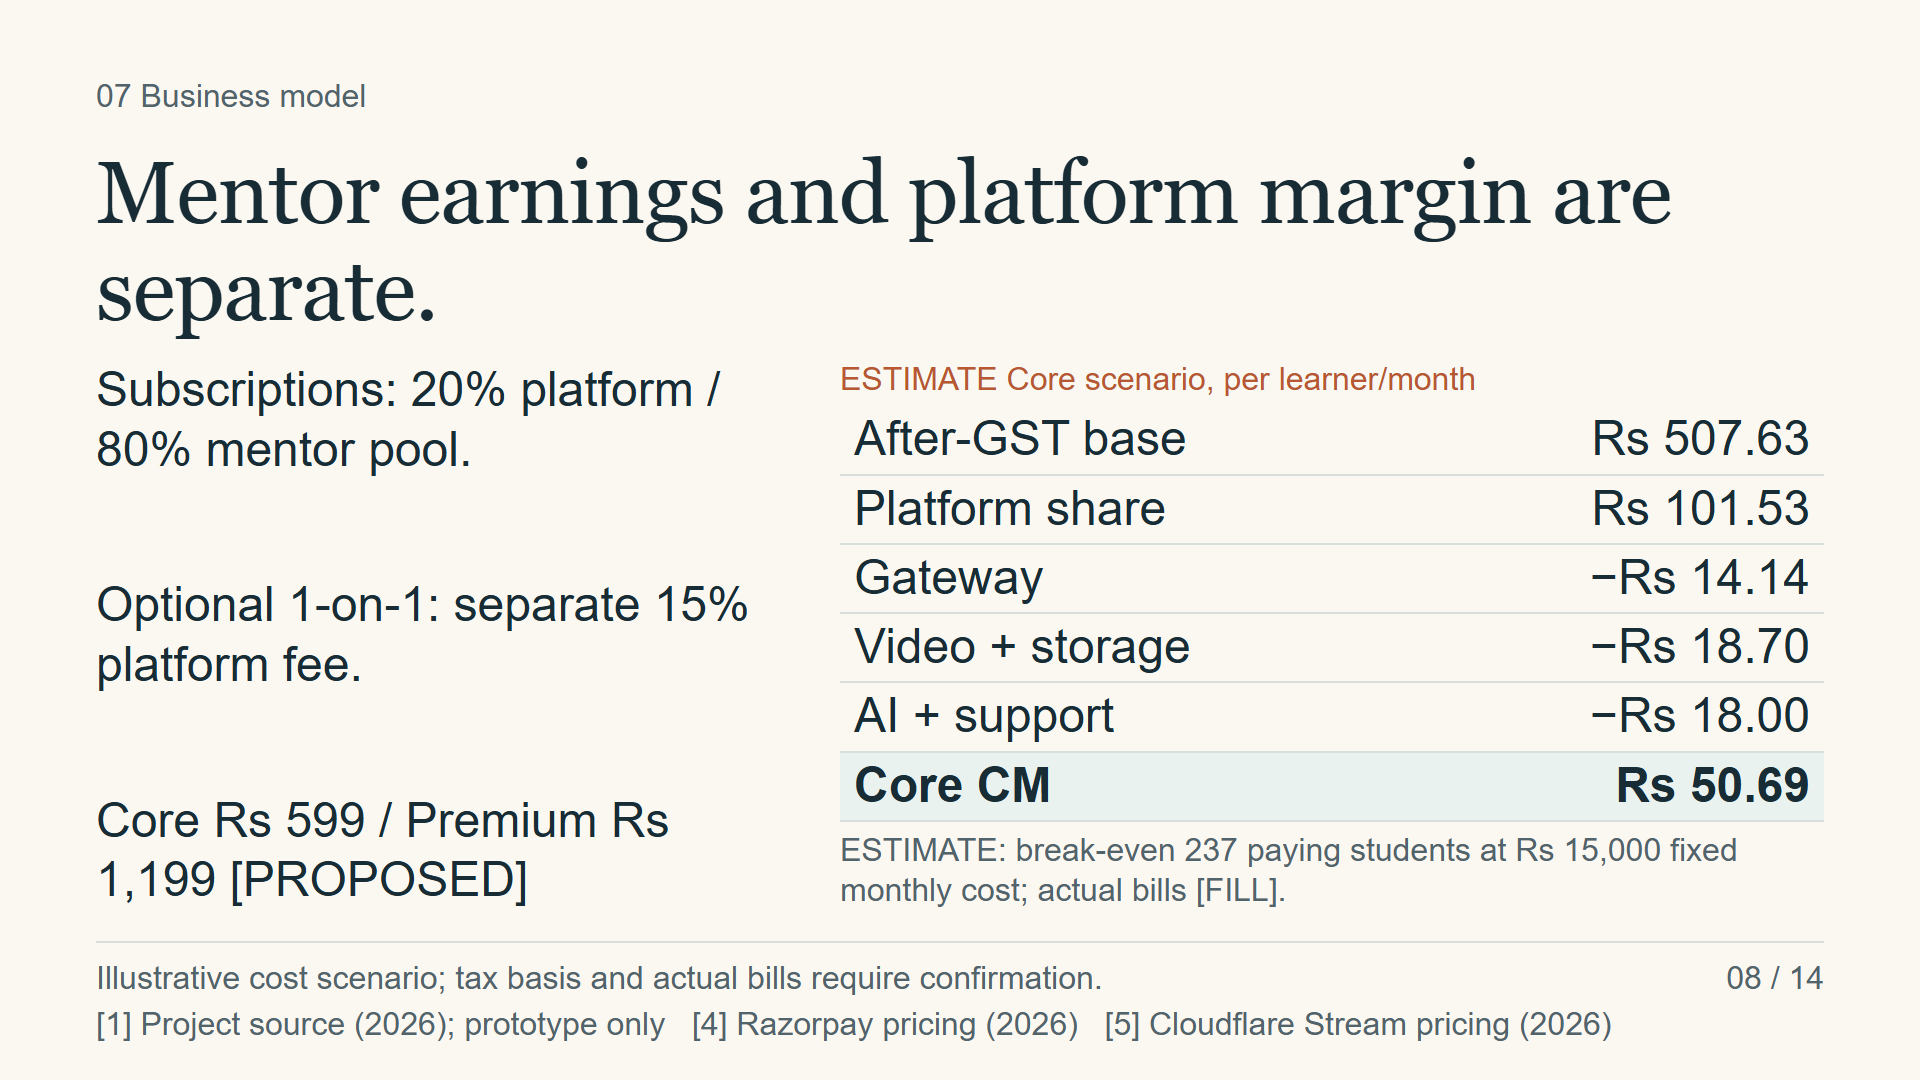 07 Business model
Mentor earnings and platform margin are
separate.
Subscriptions: 20% platform /
80% mentor pool.
Optional 1-on-1: separate 15%
platform fee.
Core Rs 599 / Premium Rs
1,199 [PROPOSED]
ESTIMATE Core scenario, per learner/month
After-GST base Rs 507.63
Platform share Rs 101.53
Gateway −Rs 14.14
Video + storage −Rs 18.70
AI + support −Rs 18.00
Core CM Rs 50.69
ESTIMATE: break-even 237 paying students at Rs 15,000 fixed
monthly cost; actual bills [FILL].
Illustrative cost scenario; tax basis and actual bills require confirmation. 08 / 14
[1] Project source (2026); prototype only [4] Razorpay pricing (2026) [5] Cloudflare Stream pricing (2026)